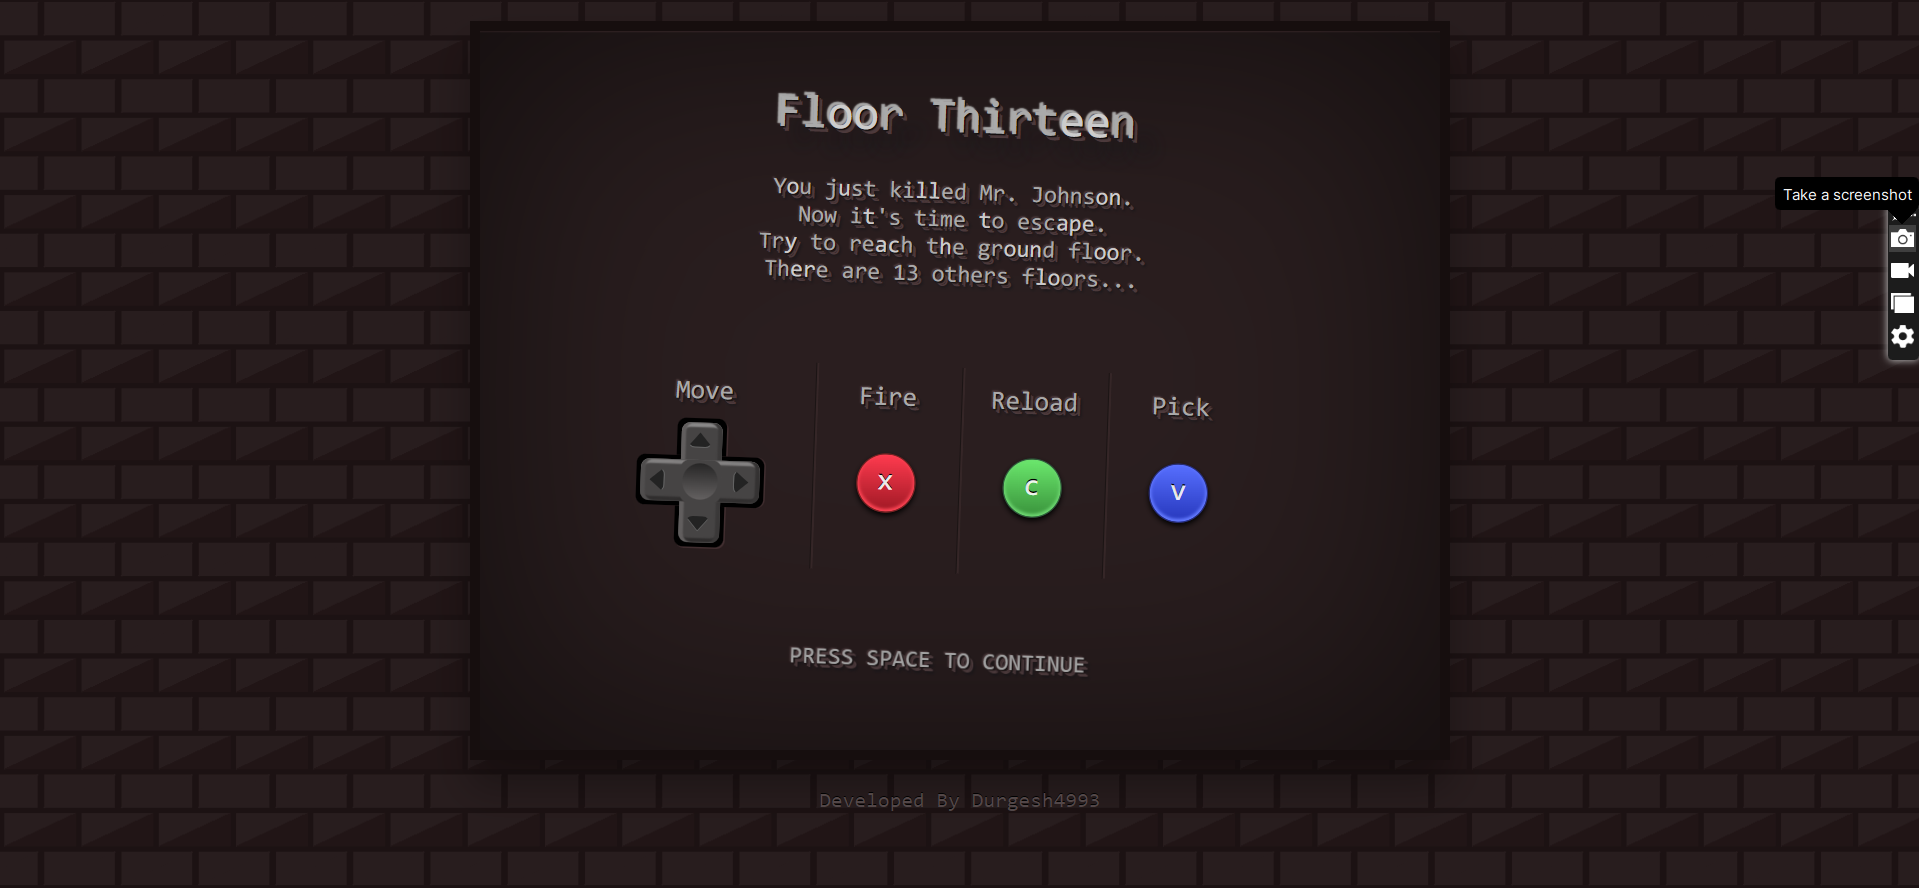 Floor Thirteen
You just killed Mr. Johnson.
Now it's time to escape.
Try to reach the ground floor.
There are 13 others floors...
Move
Fire
Reload
Pick
X
C
V
PRESS SPACE TO CONTINUE
Developed By Durgesh4993
Take a screenshot